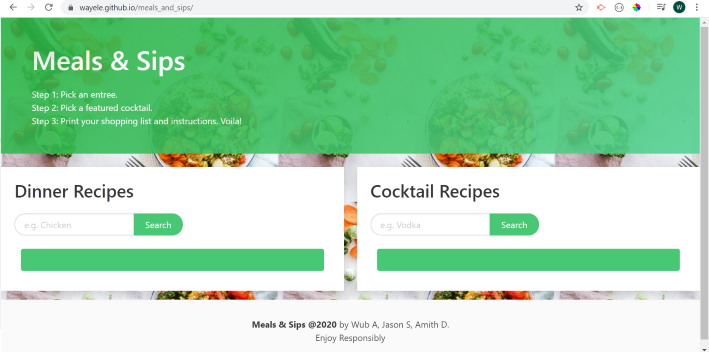 wayele.github.io/meals_and_sips/
W
Meals & Sips
Step 1: Pick an entree.
Step 2: Pick a featured cocktail.
Step 3: Print your shopping list and instructions. Voila!
Dinner Recipes
e.g. Chicken
Search
Cocktail Recipes
e.g. Vodka
Search
Meals & Sips @2020 by Wub A, Jason S, Amith D.
Enjoy Responsibly